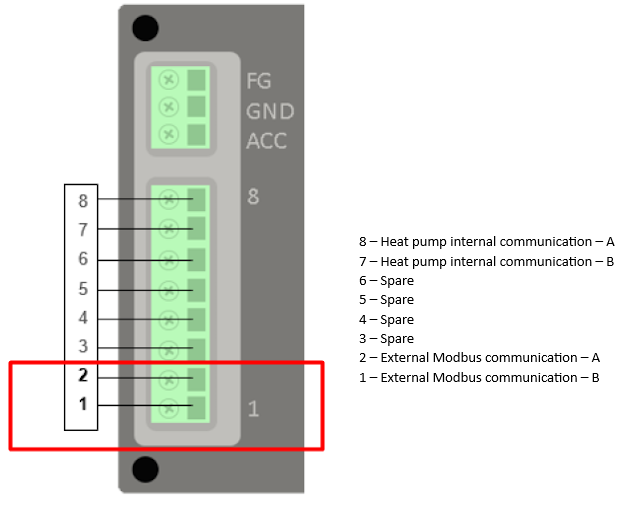 FG
GND
ACC
8
8
7
6
5
4
3
2
1
1
8 – Heat pump internal communication – A
7 – Heat pump internal communication – B
6 – Spare
5 – Spare
4 – Spare
3 – Spare
2 – External Modbus communication – A
1 – External Modbus communication – B